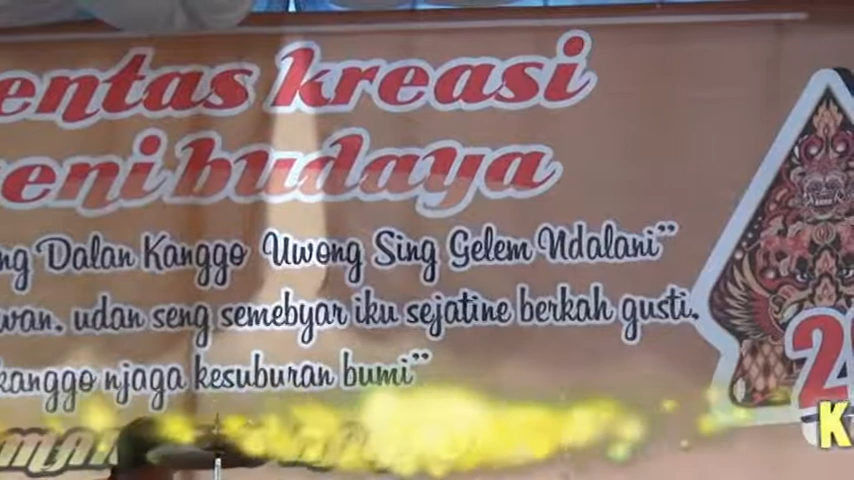 entas kreasi
eni budaya
ng Dalan Kanggo Uwong Sing Gelem Ndalani”
wan. udan seng semebyar iku sejatine berkah gusti.
kanggo njaga kesuburan bumi”